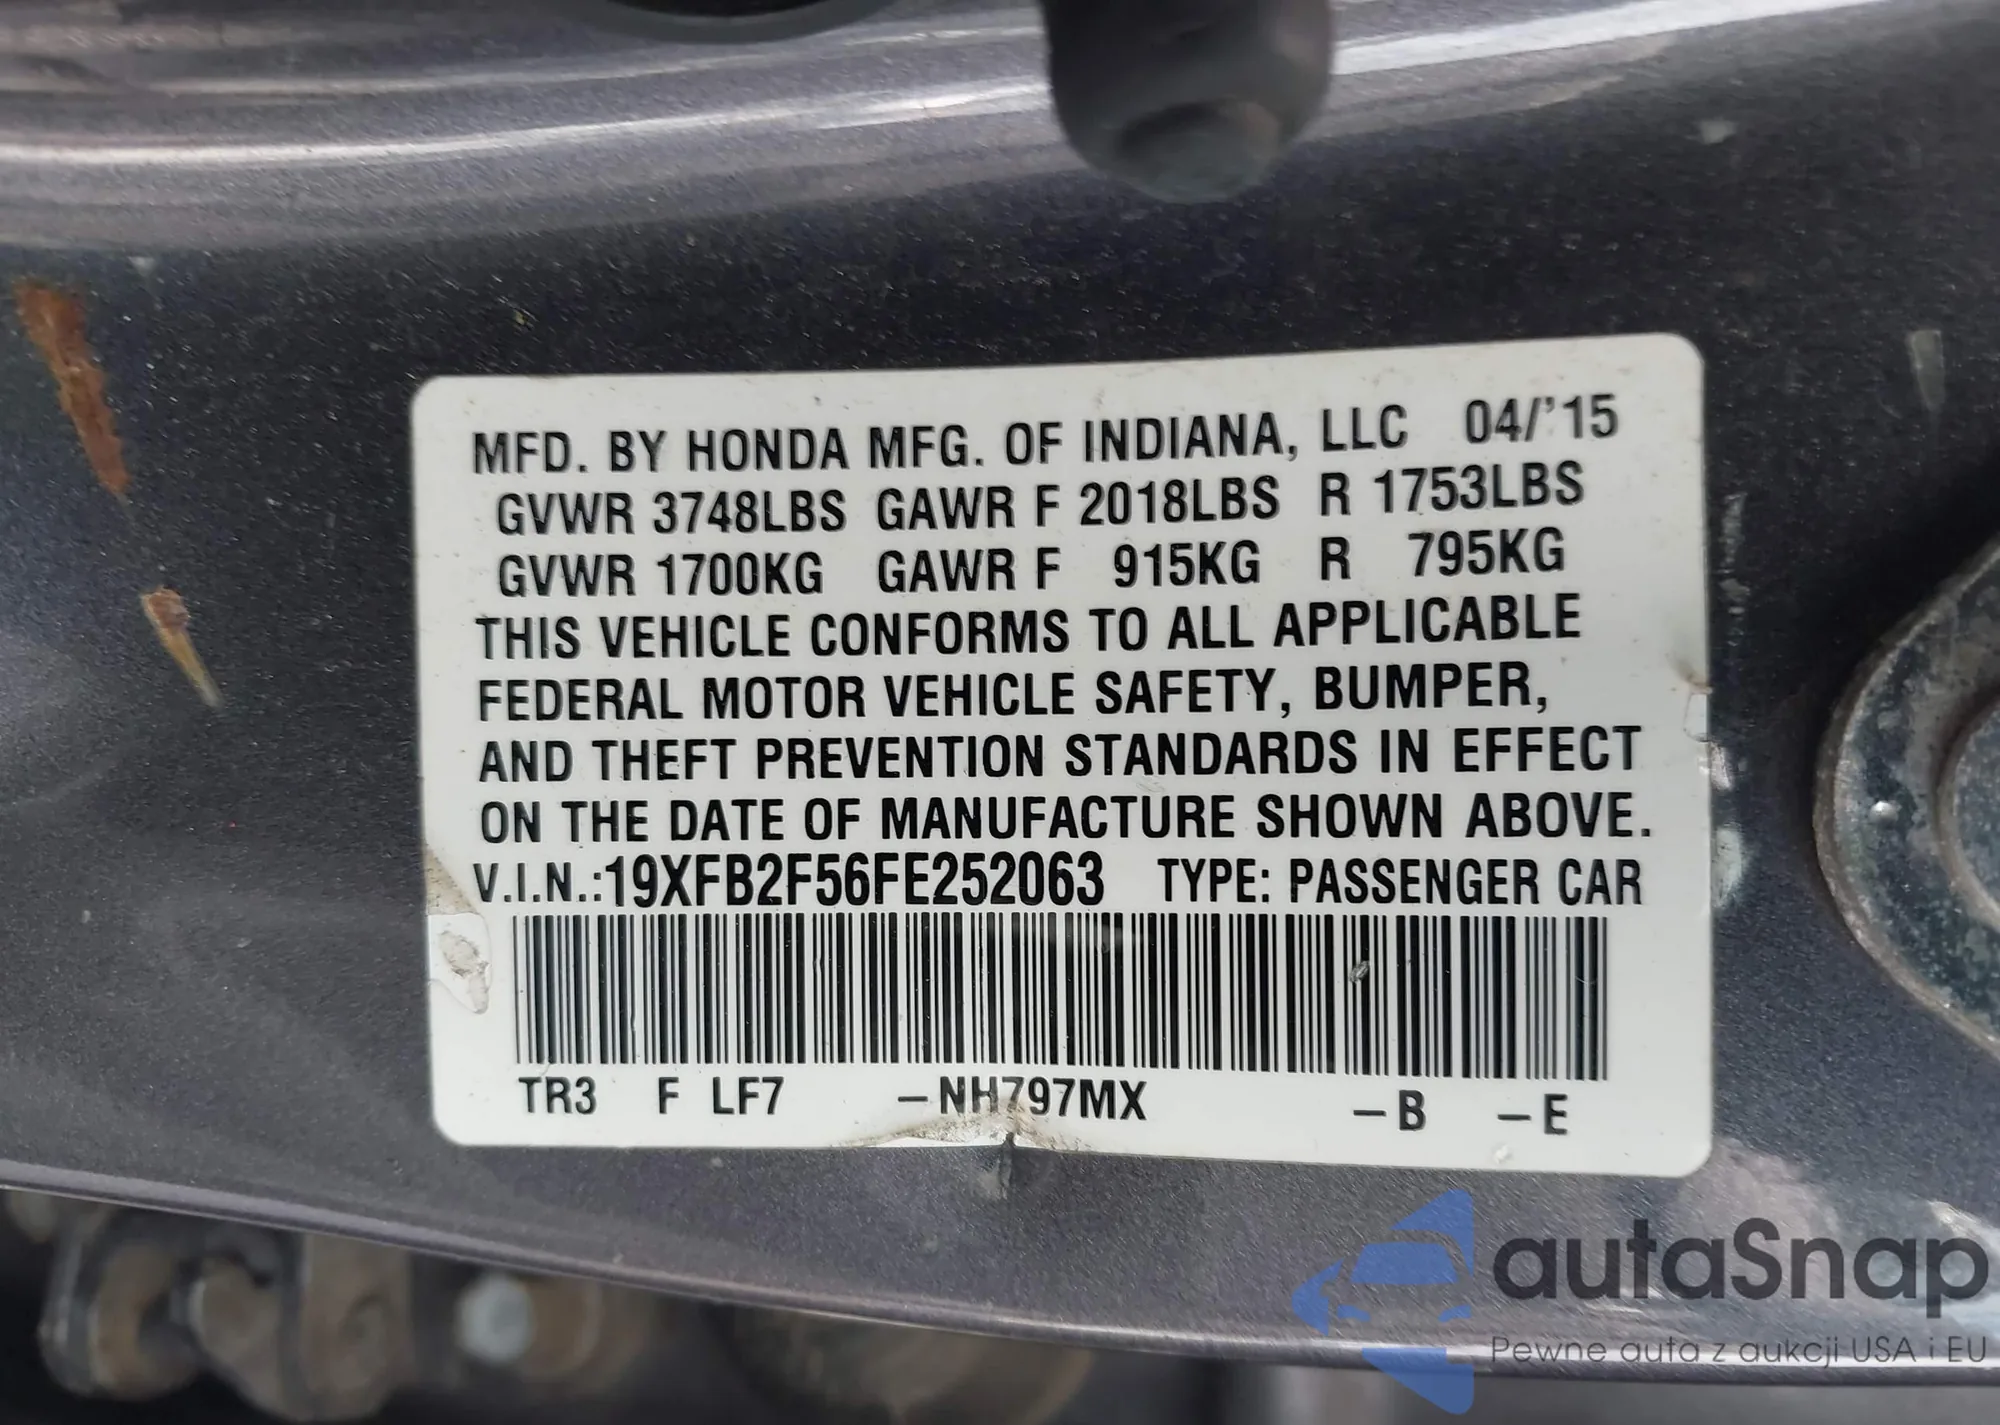 MFD. BY HONDA MFG. OF INDIANA, LLC 04/'15
GVWR 3748LBS GAWR F 2018LBS R 1753LBS
GVWR 1700KG GAWR F 915KG R 795KG
THIS VEHICLE CONFORMS TO ALL APPLICABLE
FEDERAL MOTOR VEHICLE SAFETY, BUMPER,
AND THEFT PREVENTION STANDARDS IN EFFECT
ON THE DATE OF MANUFACTURE SHOWN ABOVE.
V.I.N.:19XFB2F56FE252063 TYPE: PASSENGER CAR
TR3 F LF7 –NH797MX –B –E
autaSnap
Pewne auta z aukcji USA i EU